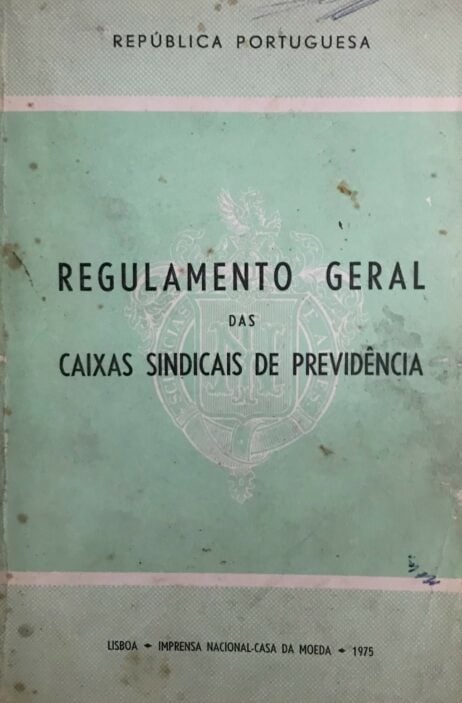 REPÚBLICA PORTUGUESA
REGULAMENTO GERAL
DAS
CAIXAS SINDICAIS DE PREVIDÊNCIA
LISBOA • IMPRENSA NACIONAL-CASA DA MOEDA • 1975